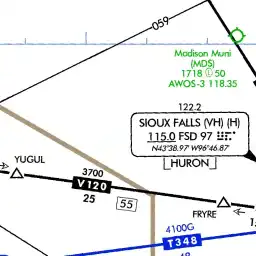 059
Madison Muni
(MDS)
1718 Ⓛ 50
AWOS-3 118.35
122.2
SIOUX FALLS (VH) (H)
115.0 FSD 97
N43°38.97 W96°46.87
HURON
YUGUL
3700
V120
25
55
FRYRE
4100G
T348
48